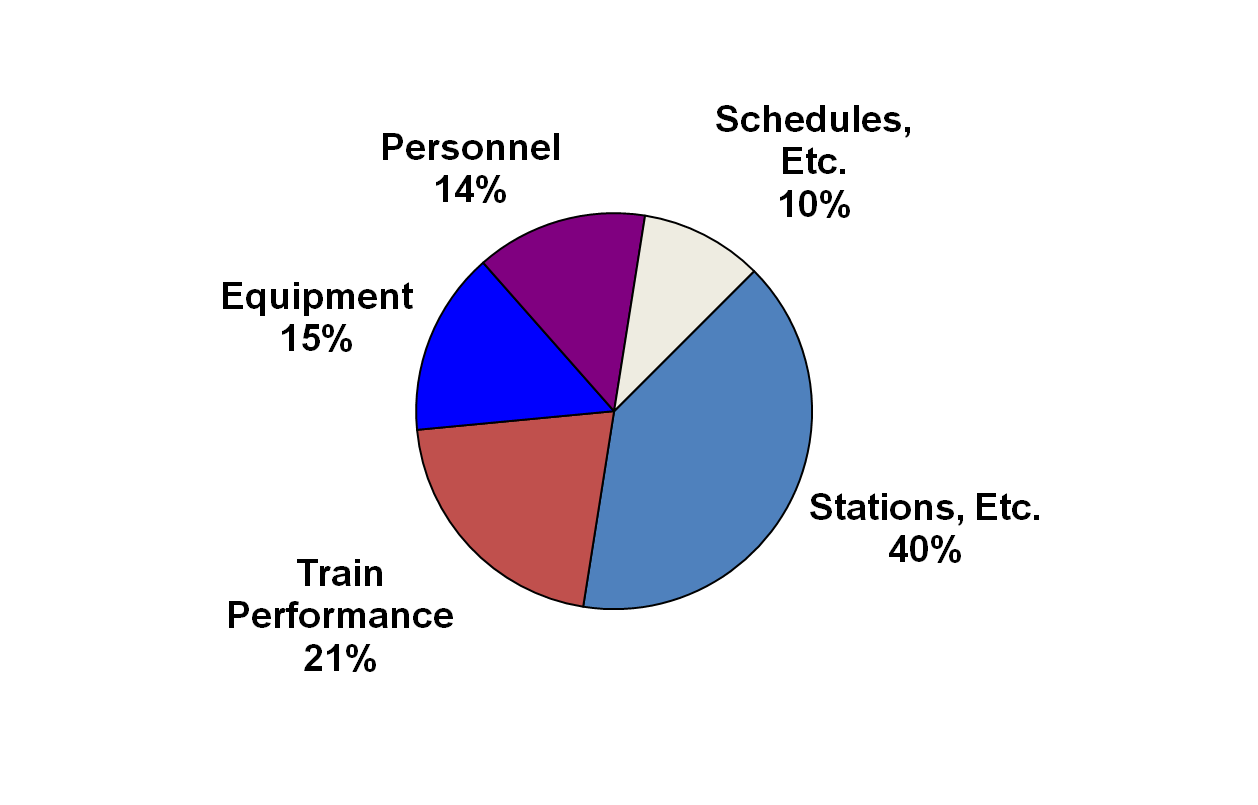 Schedules,
Etc.
10%
Personnel
14%
Equipment
15%
Stations, Etc.
40%
Train
Performance
21%